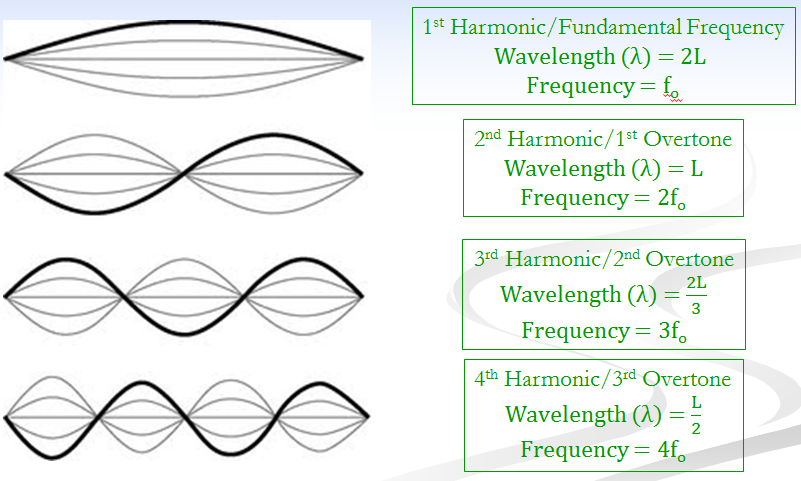 1st Harmonic/Fundamental Frequency
Wavelength (λ) = 2L
Frequency = fo
2nd Harmonic/1st Overtone
Wavelength (λ) = L
Frequency = 2fo
3rd Harmonic/2nd Overtone
Wavelength (λ) = 2L/3
Frequency = 3fo
4th Harmonic/3rd Overtone
Wavelength (λ) = L/2
Frequency = 4fo